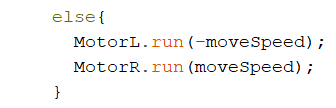 else{
MotorL.run(-moveSpeed);
MotorR.run(moveSpeed);
}